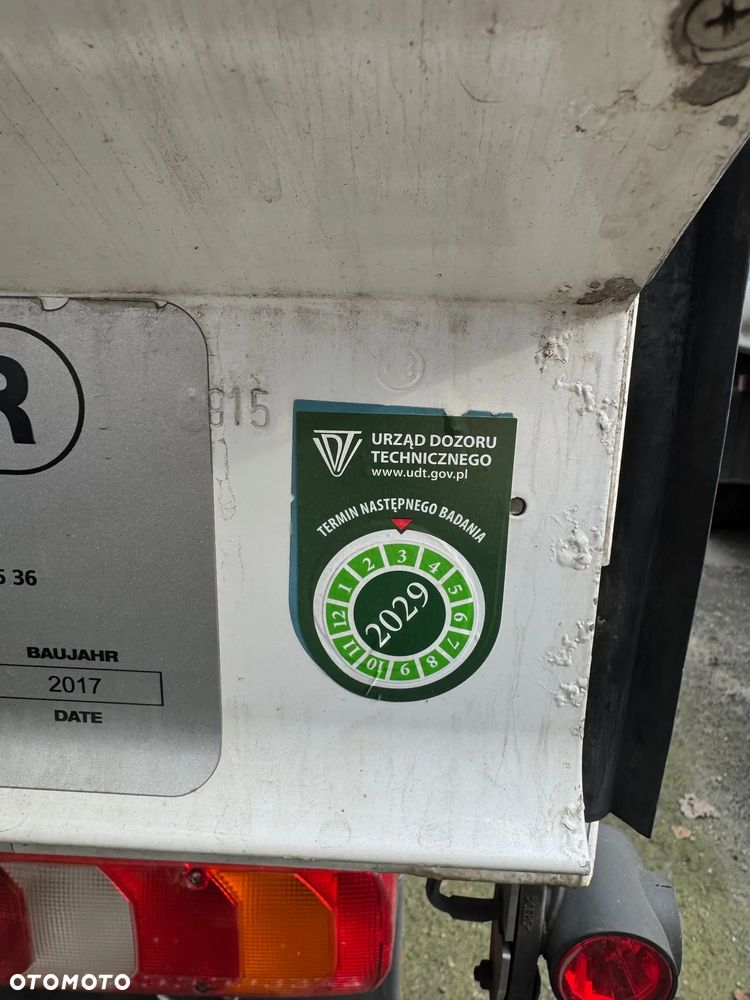 R
915
URZĄD DOZORU
TECHNICZNEGO
www.udt.gov.pl
TERMIN NASTĘPNEGO BADANIA
1 2 3 4 5 6 7 8 9 10 11 12
2029
5 36
BAUJAHR
2017
DATE
OTOMOTO